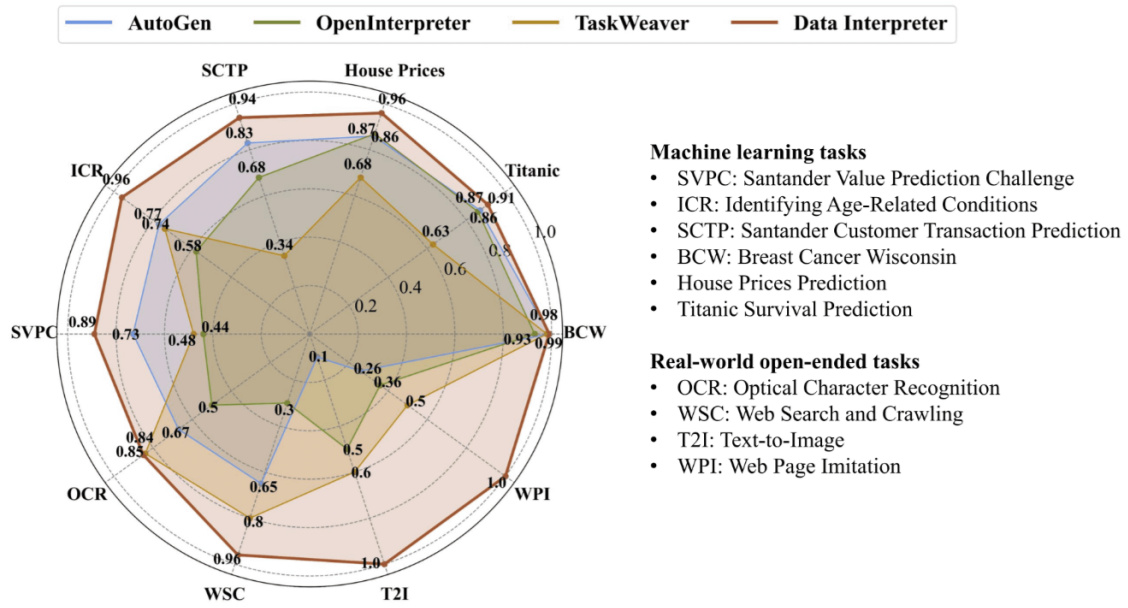 AutoGen OpenInterpreter TaskWeaver Data Interpreter
SCTP House Prices
0.94 0.96
0.83 0.87 0.86
ICR 0.96 0.68 0.68 Titanic
0.87 0.91
0.86
0.77
0.74 0.63 1.0
0.58 0.8
0.34 0.6
0.4
0.2
SVPC 0.89 0.73 0.48 0.44 0.93 0.98 BCW
0.99
0.1 0.26
0.36
0.5 0.3 0.5
0.84 0.67 0.5
0.85 0.6
OCR 0.65 1.0 WPI
0.8
0.96 1.0
WSC T2I
Machine learning tasks
• SVPC: Santander Value Prediction Challenge
• ICR: Identifying Age-Related Conditions
• SCTP: Santander Customer Transaction Prediction
• BCW: Breast Cancer Wisconsin
• House Prices Prediction
• Titanic Survival Prediction
Real-world open-ended tasks
• OCR: Optical Character Recognition
• WSC: Web Search and Crawling
• T2I: Text-to-Image
• WPI: Web Page Imitation